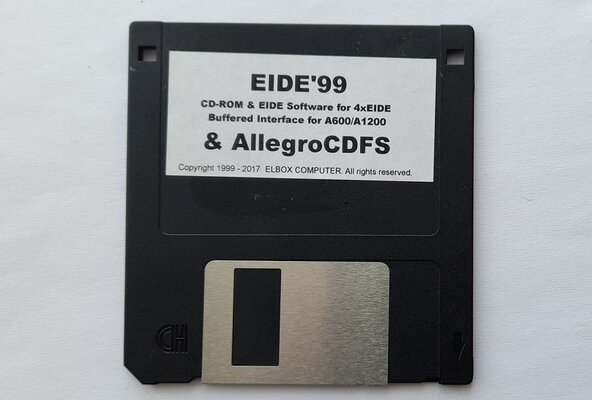 EIDE'99
CD-ROM & EIDE Software for 4xEIDE
Buffered Interface for A600/A1200
& AllegroCDFS
Copyright 1999 - 2017 ELBOX COMPUTER. All rights reserved.